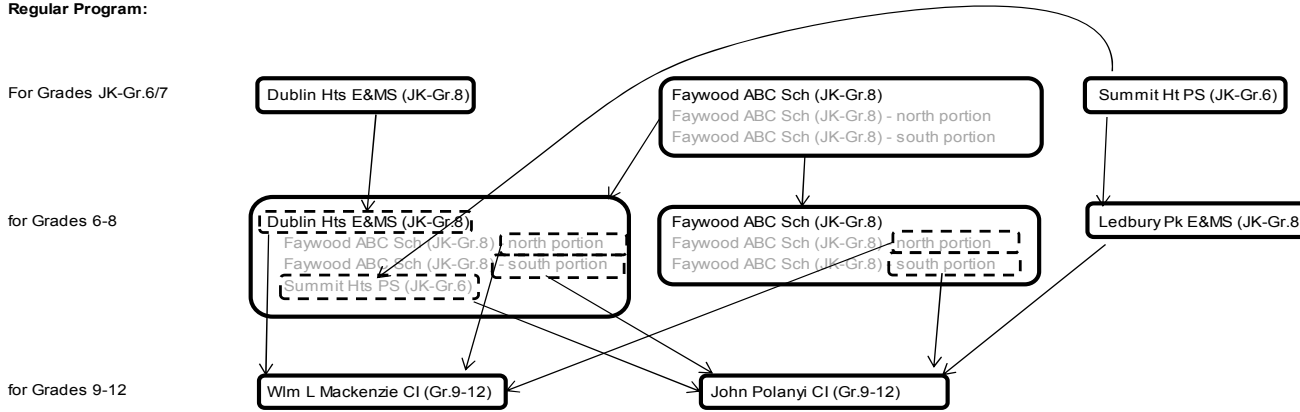 Regular Program:
For Grades JK-Gr.6/7
Dublin Hts E&MS (JK-Gr.8)
Faywood ABC Sch (JK-Gr.8)
Faywood ABC Sch (JK-Gr.8) - north portion
Faywood ABC Sch (JK-Gr.8) - south portion
Summit Ht PS (JK-Gr.6)
for Grades 6-8
Dublin Hts E&MS (JK-Gr.8)
Faywood ABC Sch (JK-Gr.8) - north portion
Faywood ABC Sch (JK-Gr.8) - south portion
Summit Hts PS (JK-Gr.6)
Faywood ABC Sch (JK-Gr.8)
Faywood ABC Sch (JK-Gr.8) - north portion
Faywood ABC Sch (JK-Gr.8) - south portion
Ledbury Pk E&MS (JK-Gr.8
for Grades 9-12
Wlm L Mackenzie CI (Gr.9-12)
John Polanyi CI (Gr.9-12)